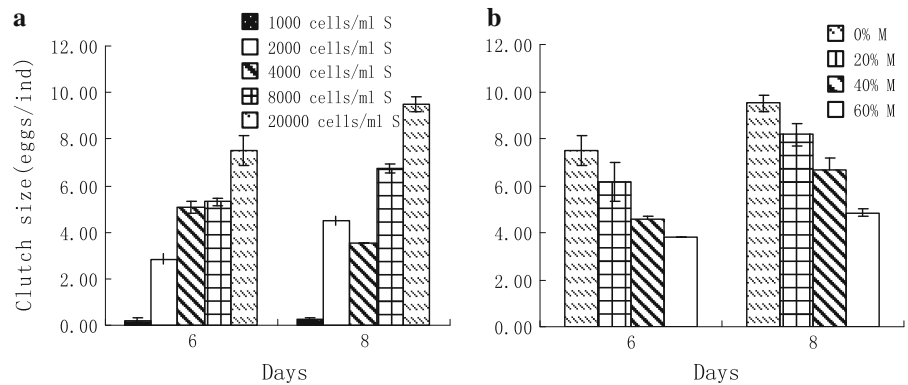 a
1000 cells/ml S
2000 cells/ml S
4000 cells/ml S
8000 cells/ml S
20000 cells/ml S
12.00
10.00
8.00
6.00
4.00
2.00
0.00
Clutch size(eggs/ind)
6
8
Days
b
0% M
20% M
40% M
60% M
12.00
10.00
8.00
6.00
4.00
2.00
0.00
6
8
Days